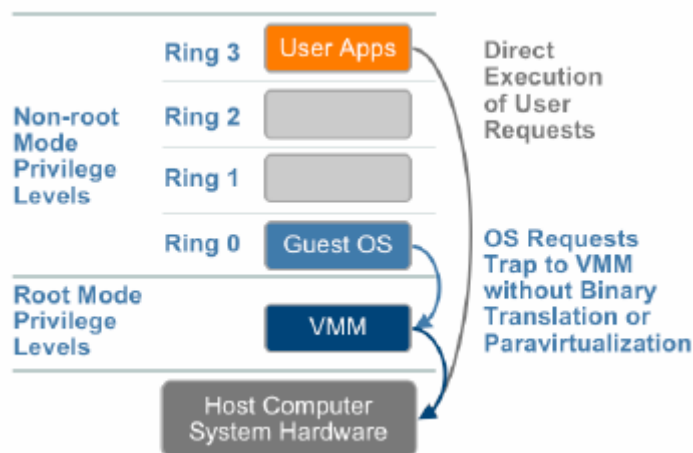 Ring 3
User Apps
Direct
Execution
of User
Requests
Non-root
Mode
Privilege
Levels
Ring 2
Ring 1
Ring 0
Guest OS
OS Requests
Trap to VMM
without Binary
Translation or
Paravirtualization
Root Mode
Privilege
Levels
VMM
Host Computer
System Hardware